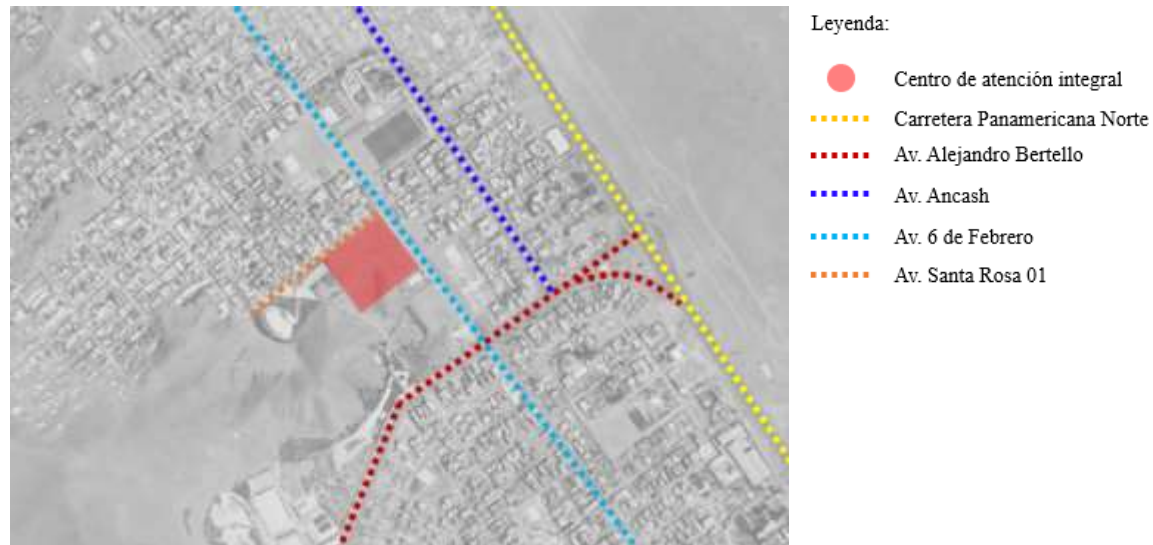 Leyenda:
Centro de atención integral
Carretera Panamericana Norte
Av. Alejandro Bertello
Av. Ancash
Av. 6 de Febrero
Av. Santa Rosa 01